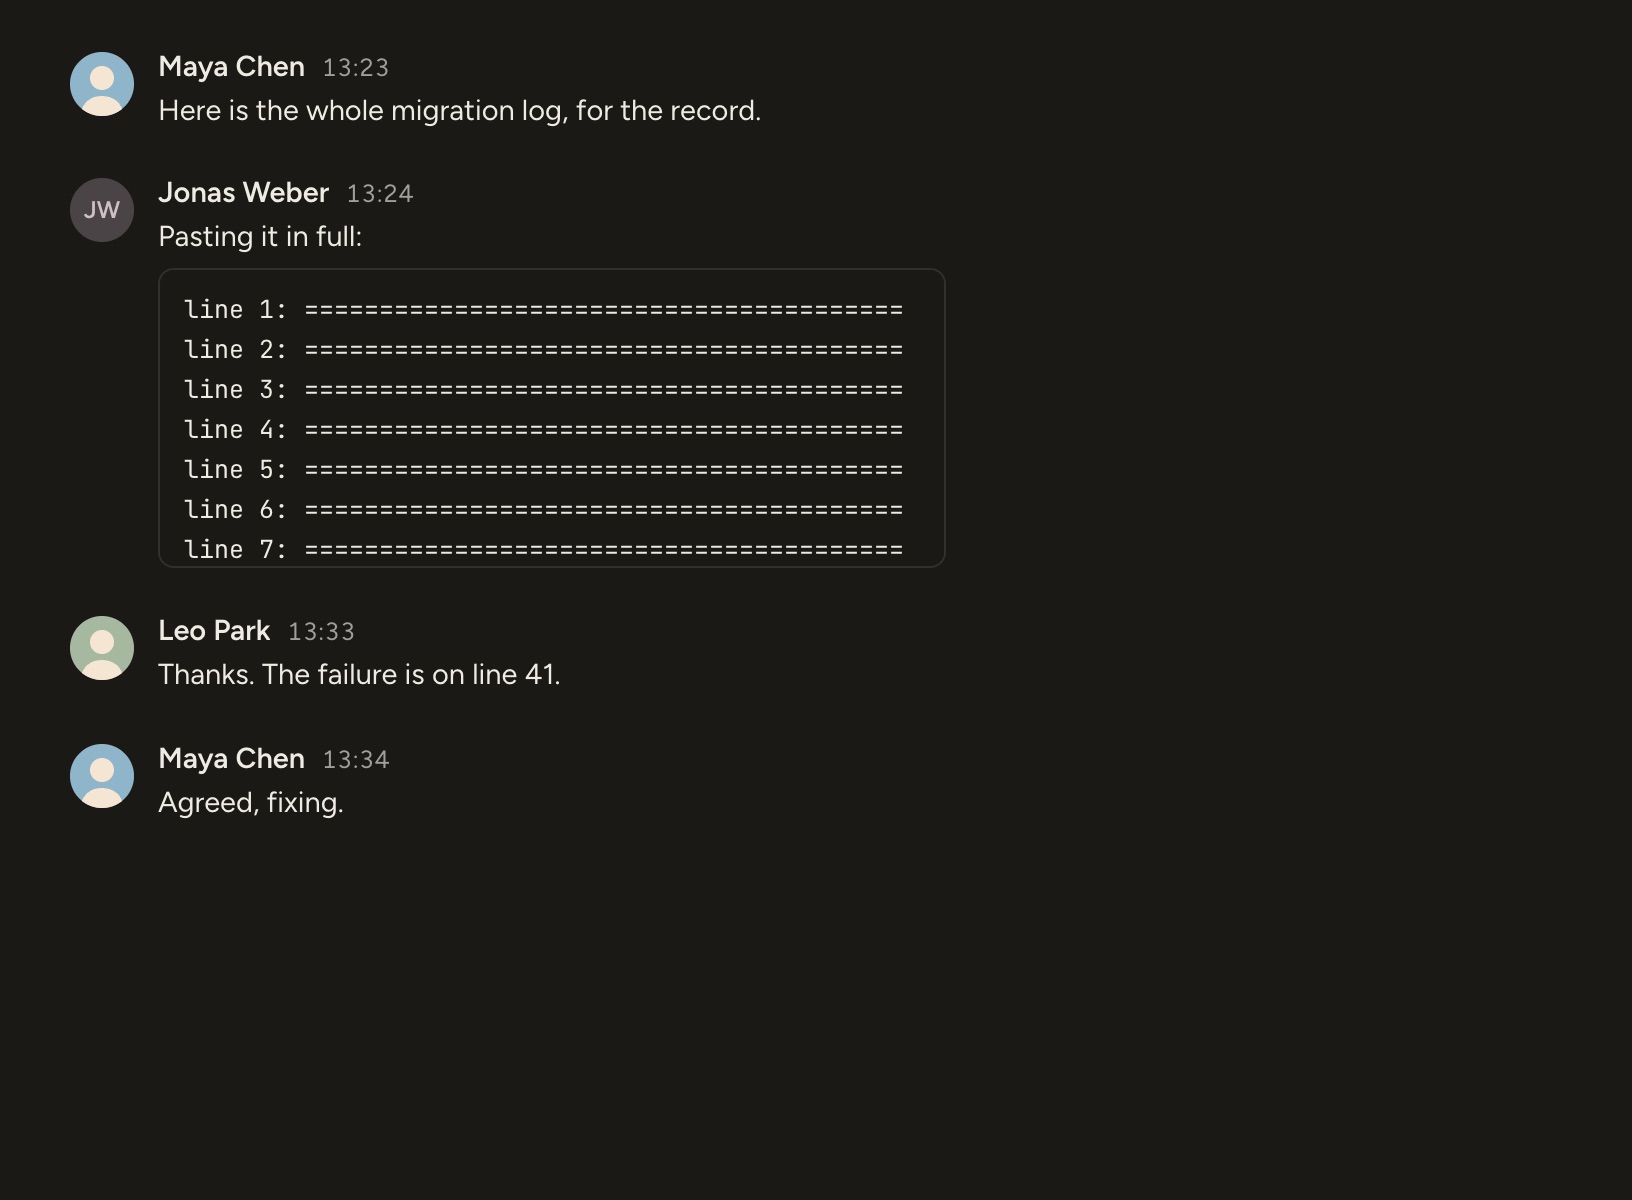 Maya Chen 13:23
Here is the whole migration log, for the record.
Jonas Weber 13:24
JW
Pasting it in full:
line 1: ========================================
line 2: ========================================
line 3: ========================================
line 4: ========================================
line 5: ========================================
line 6: ========================================
line 7: ========================================
Leo Park 13:33
Thanks. The failure is on line 41.
Maya Chen 13:34
Agreed, fixing.